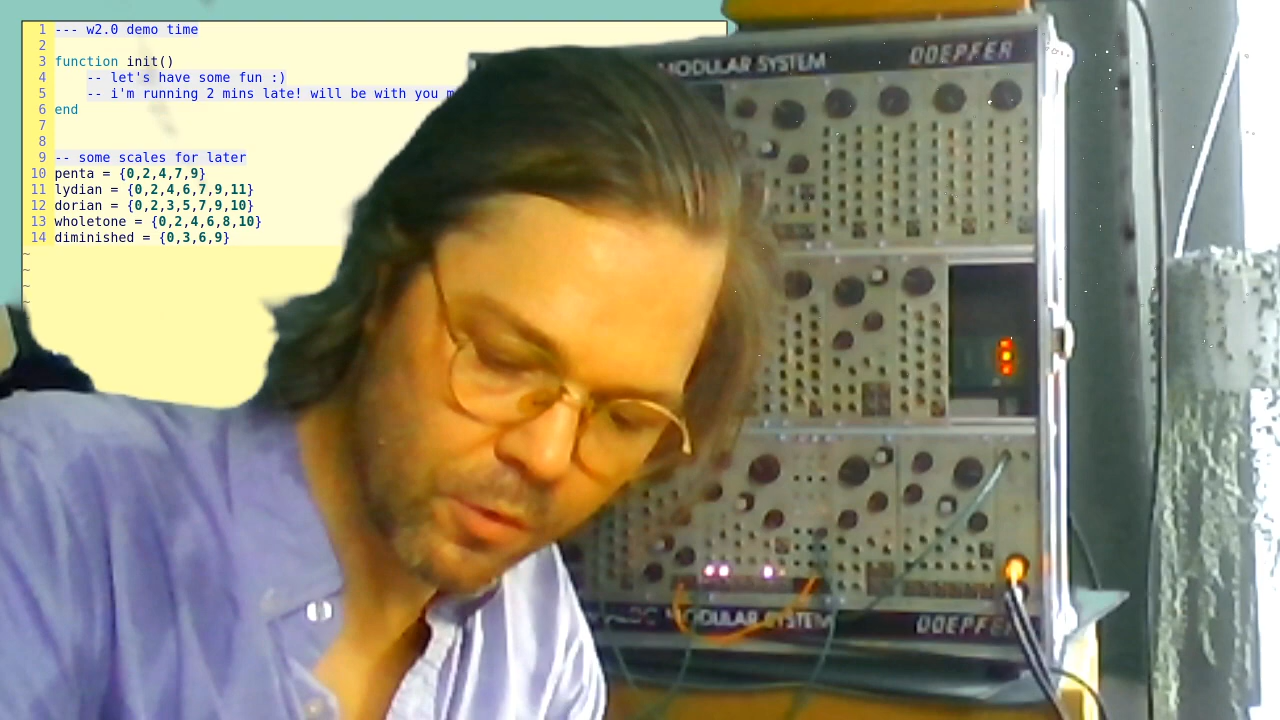 1 --- w2.0 demo time
2
3 function init()
4 -- let's have some fun :)
5 -- i'm running 2 mins late! will be with you
6 end
7
8
9 -- some scales for later
10 penta = {0,2,4,7,9}
11 lydian = {0,2,4,6,7,9,11}
12 dorian = {0,2,3,5,7,9,10}
13 wholetone = {0,2,4,6,8,10}
14 diminished = {0,3,6,9}
~
~
~
~
MODULAR SYSTEM DOEPFER
MODULAR SYSTEM DOEPFER